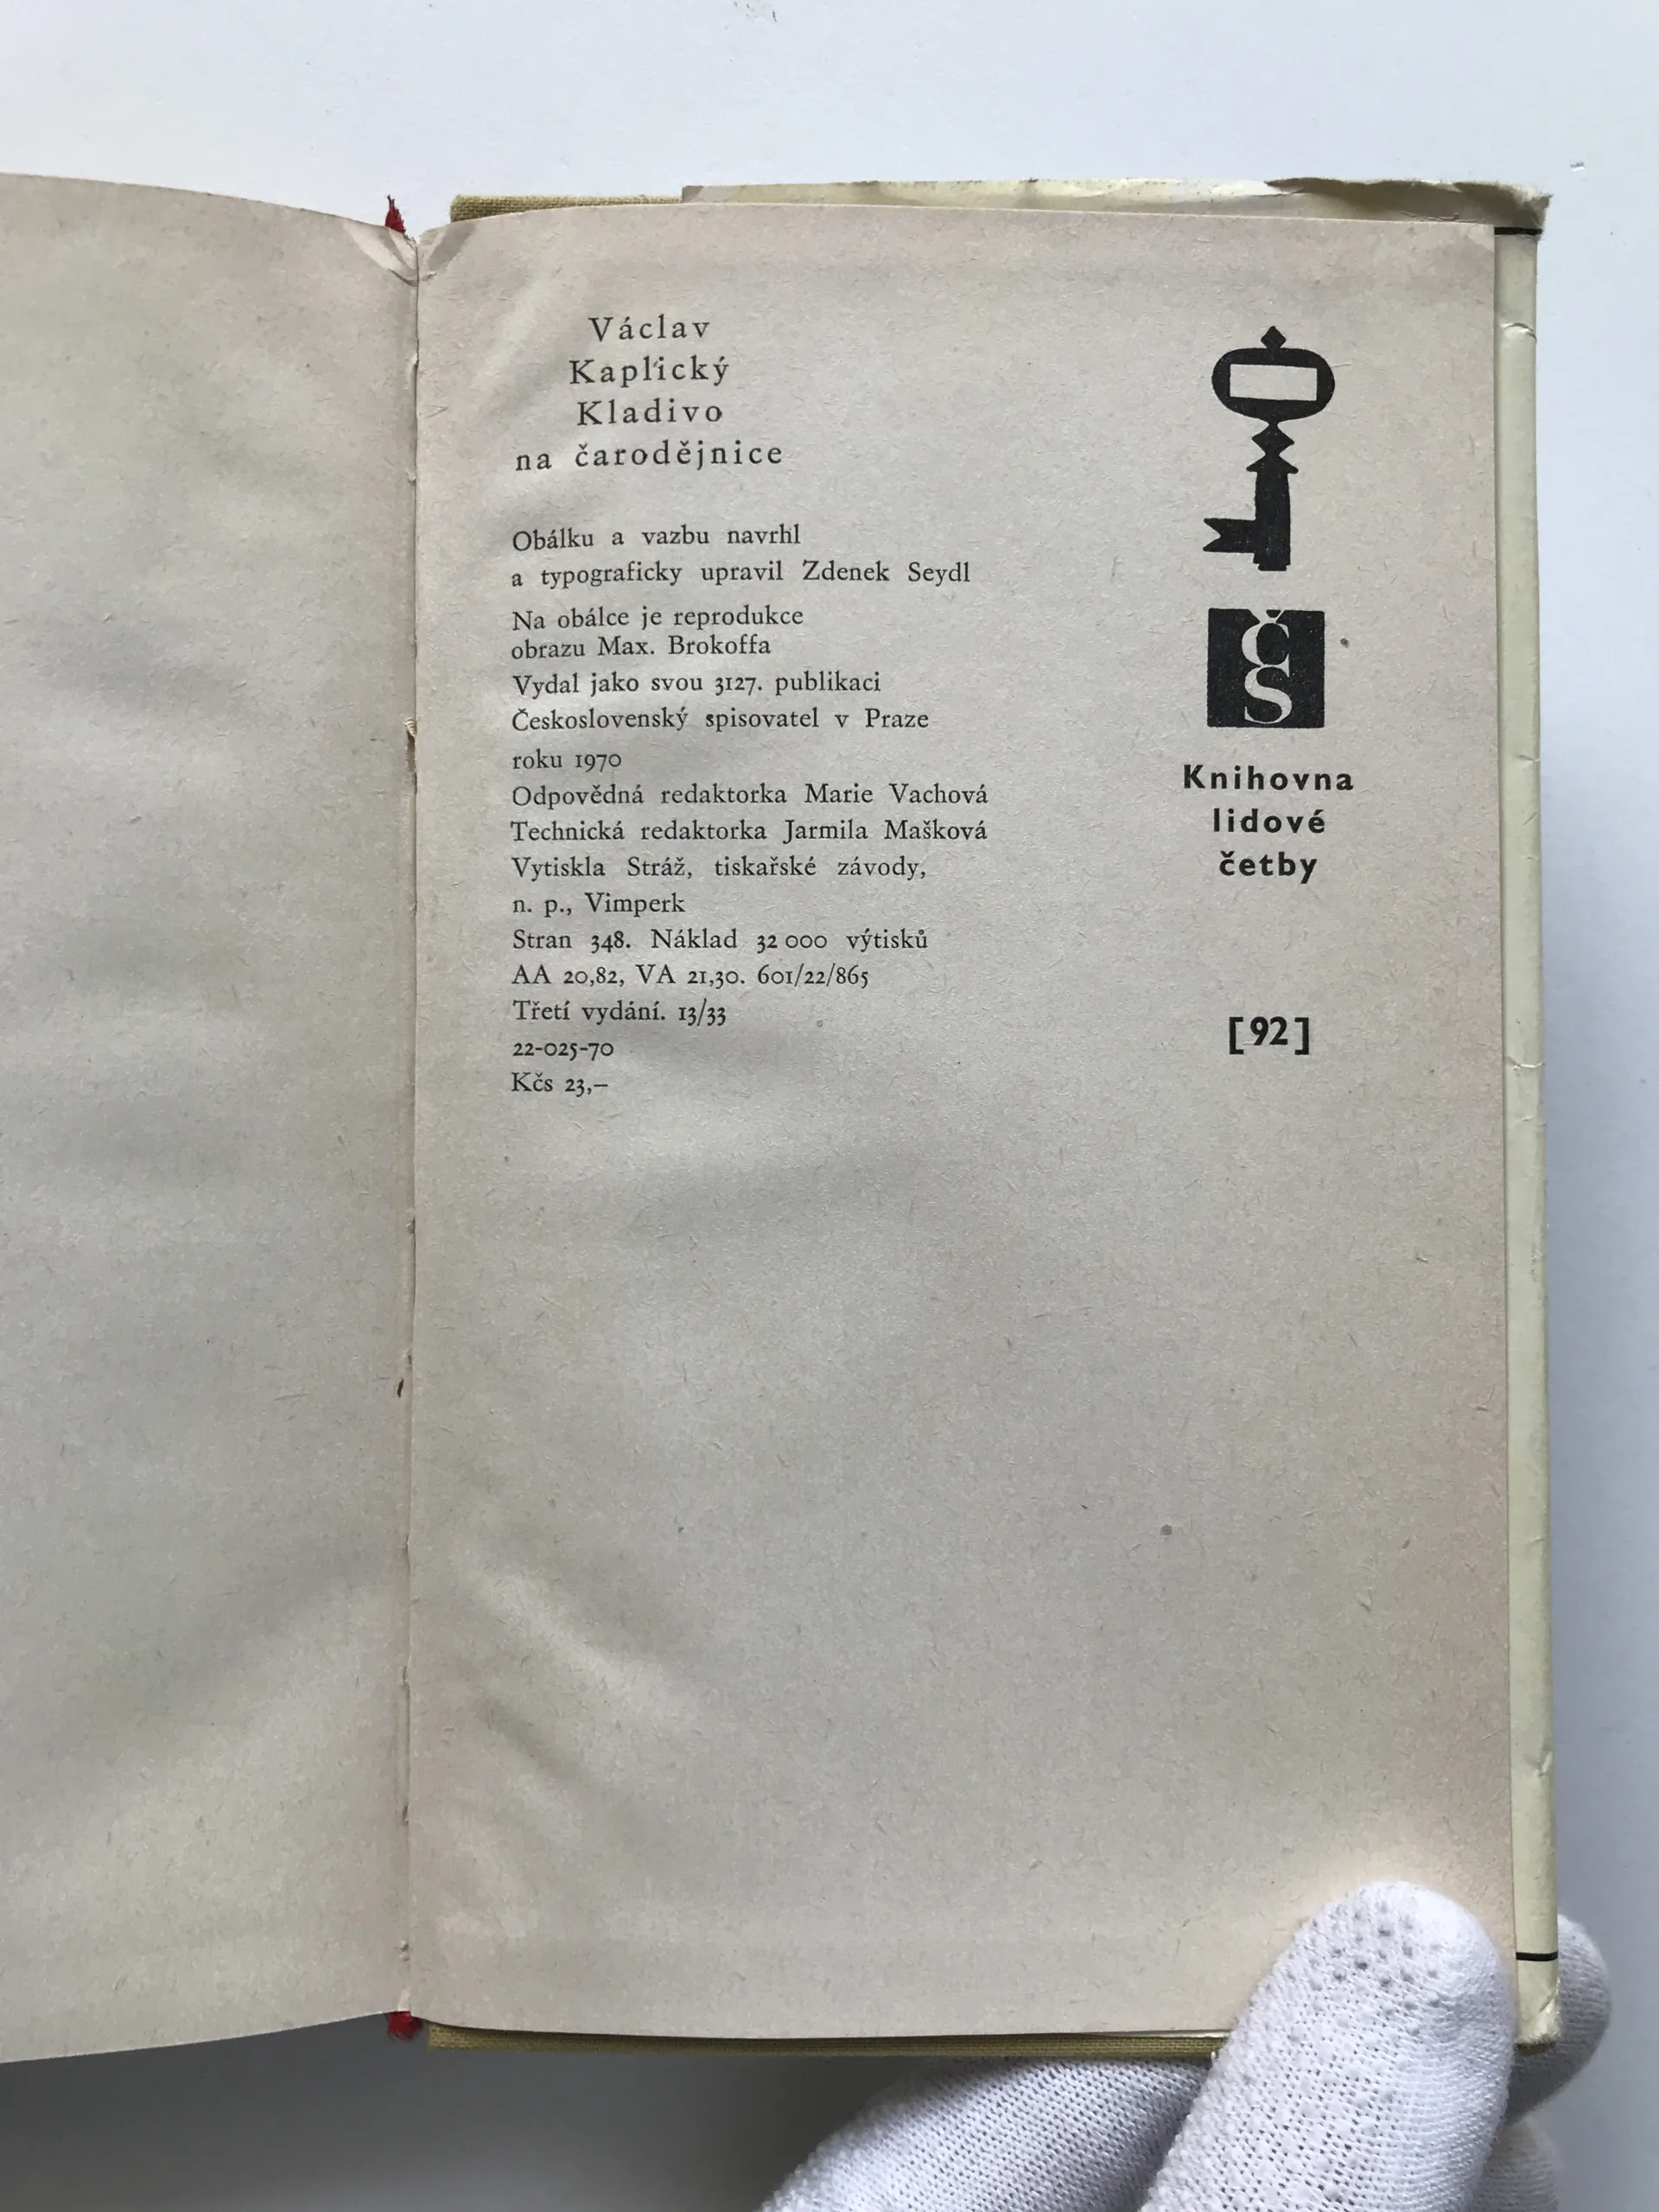 Václav
Kaplický
Kladivo
na čarodějnice
Obálku a vazbu navrhl
a typograficky upravil Zdenek Seydl
Na obálce je reprodukce
obrazu Max. Brokoffa
Vydal jako svou 3127. publikaci
Československý spisovatel v Praze
roku 1970
Odpovědná redaktorka Marie Vachová
Technická redaktorka Jarmila Mašková
Vytiskla Stráž, tiskařské závody,
n. p., Vimperk
Stran 348. Náklad 32 000 výtisků
AA 20,82, VA 21,30. 601/22/865
Třetí vydání. 13/33
22-025-70
Kčs 23,–
Č
S
Knihovna
lidové
četby
[92]